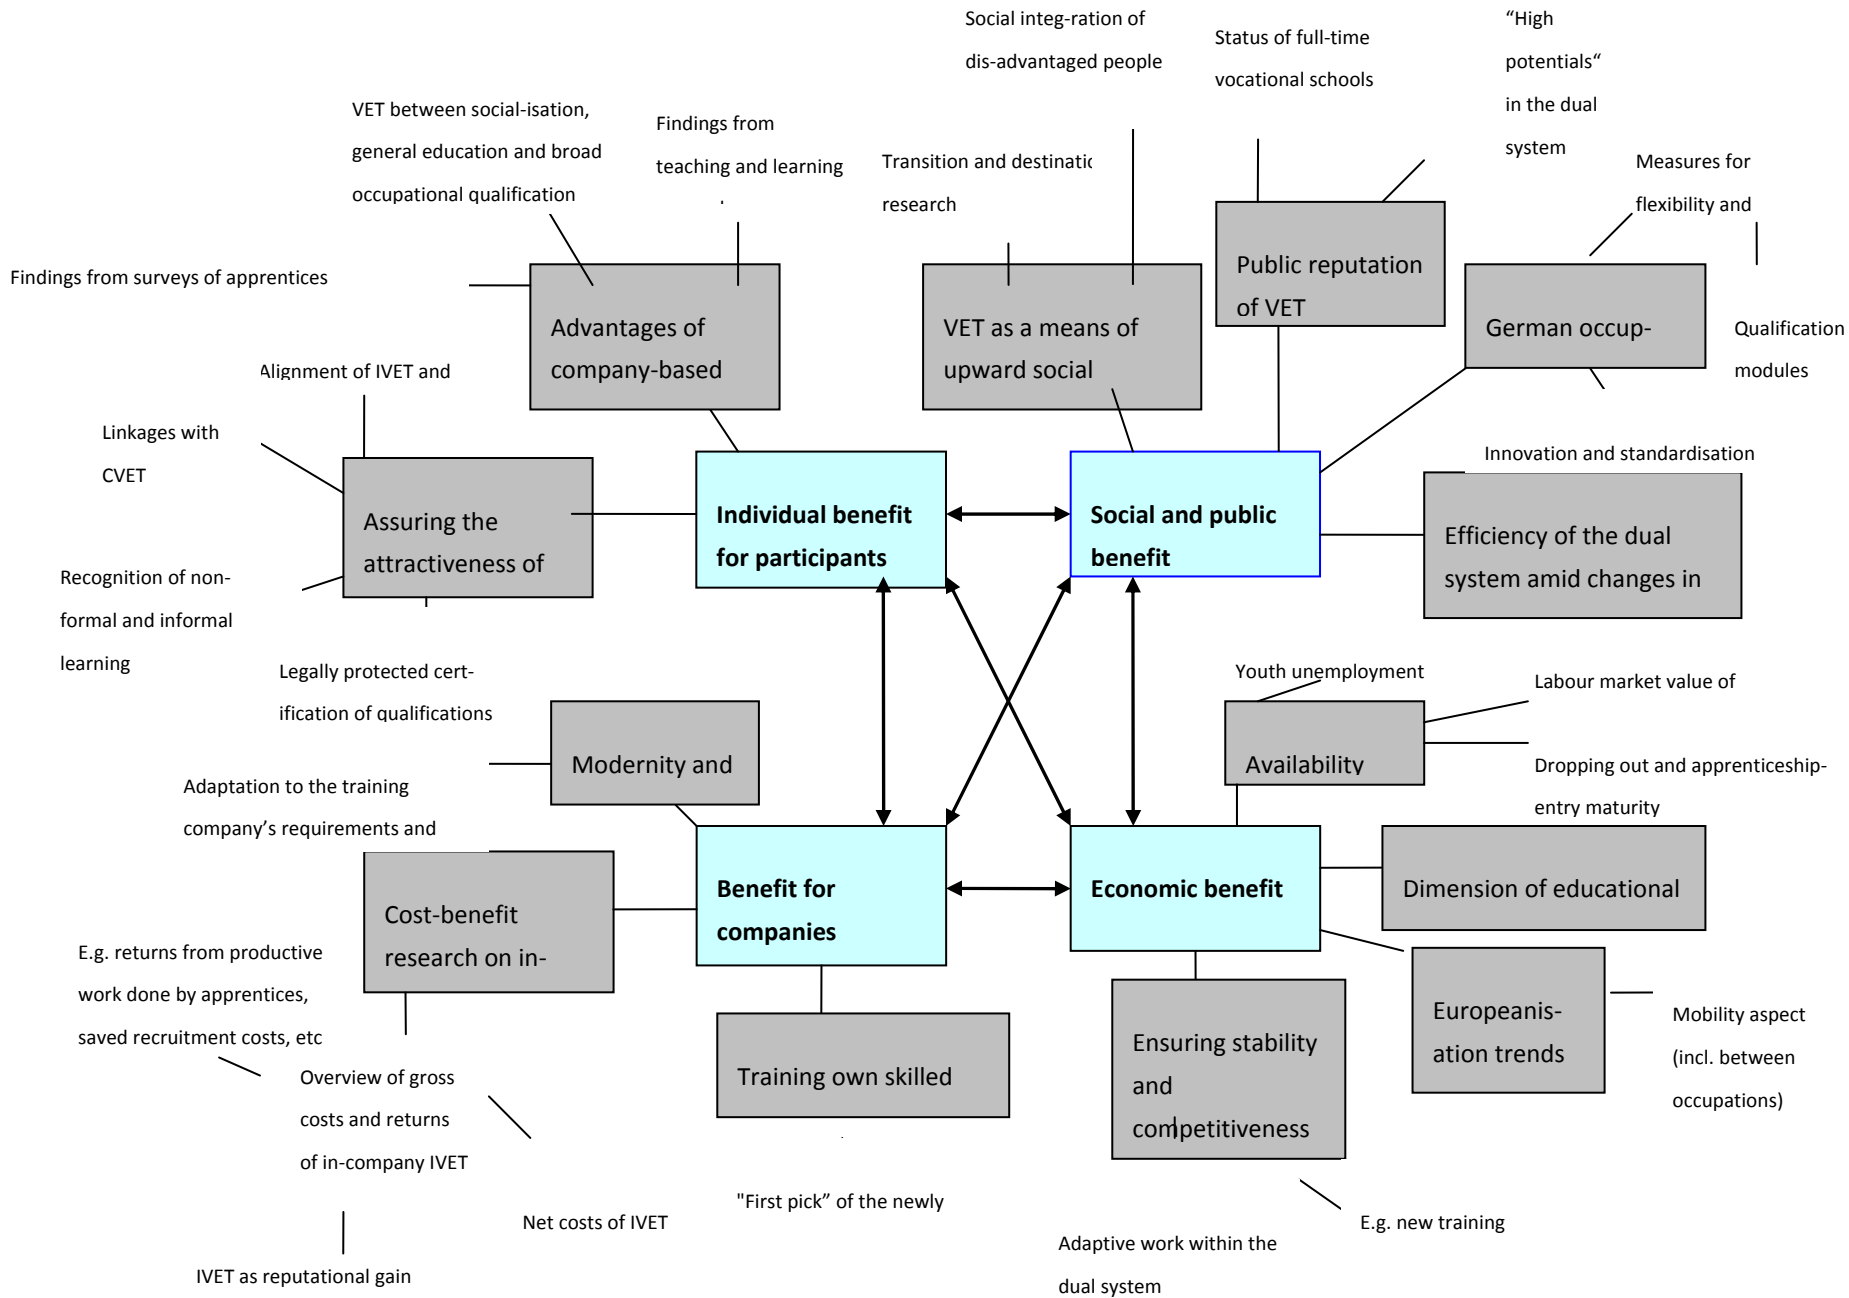 Social integ-ration of
dis-advantaged people
Status of full-time
vocational schools
“High
potentials“
in the dual
system
VET between social-isation,
general education and broad
occupational qualification
Findings from
teaching and learning
Transition and
research
Measures for
flexibility and
Findings from surveys of apprentices
Advantages of
company-based
VET as a means of
upward social
Public reputation
of VET
German occup-
Qualification
modules
Alignment of IVET and
Linkages with
CVET
Innovation and standardisation
Assuring the
attractiveness of
Individual benefit
for participants
Social and public
benefit
Efficiency of the dual
system amid changes in
Recognition of non-
formal and informal
learning
Legally protected cert-
ification of qualifications
Youth unemployment
Labour market value of
Modernity and
Availability
Adaptation to the training
company’s requirements and
Dropping out and apprenticeship-
entry maturity
Cost-benefit
research on in-
Benefit for
companies
Economic benefit
Dimension of educational
E.g. returns from productive
work done by apprentices,
saved recruitment costs, etc
Europeanis-
ation trends
Mobility aspect
(incl. between
occupations)
Overview of gross
costs and returns
of in-company IVET
Training own skilled
Ensuring stability
and
competitiveness
"First pick” of the newly
Net costs of IVET
E.g. new training
Adaptive work within the
dual system
IVET as reputational gain